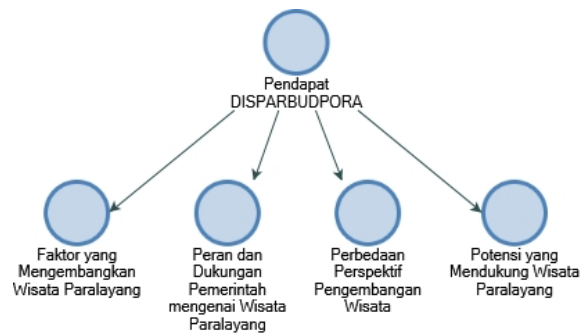 Pendapat
DISPARBUDPORA
Faktor yang
Mengembangkan
Wisata Paralayang
Peran dan
Dukungan
Pemerintah
mengenai Wisata
Paralayang
Perbedaan
Perspektif
Pengembangan
Wisata
Potensi yang
Mendukung Wisata
Paralayang